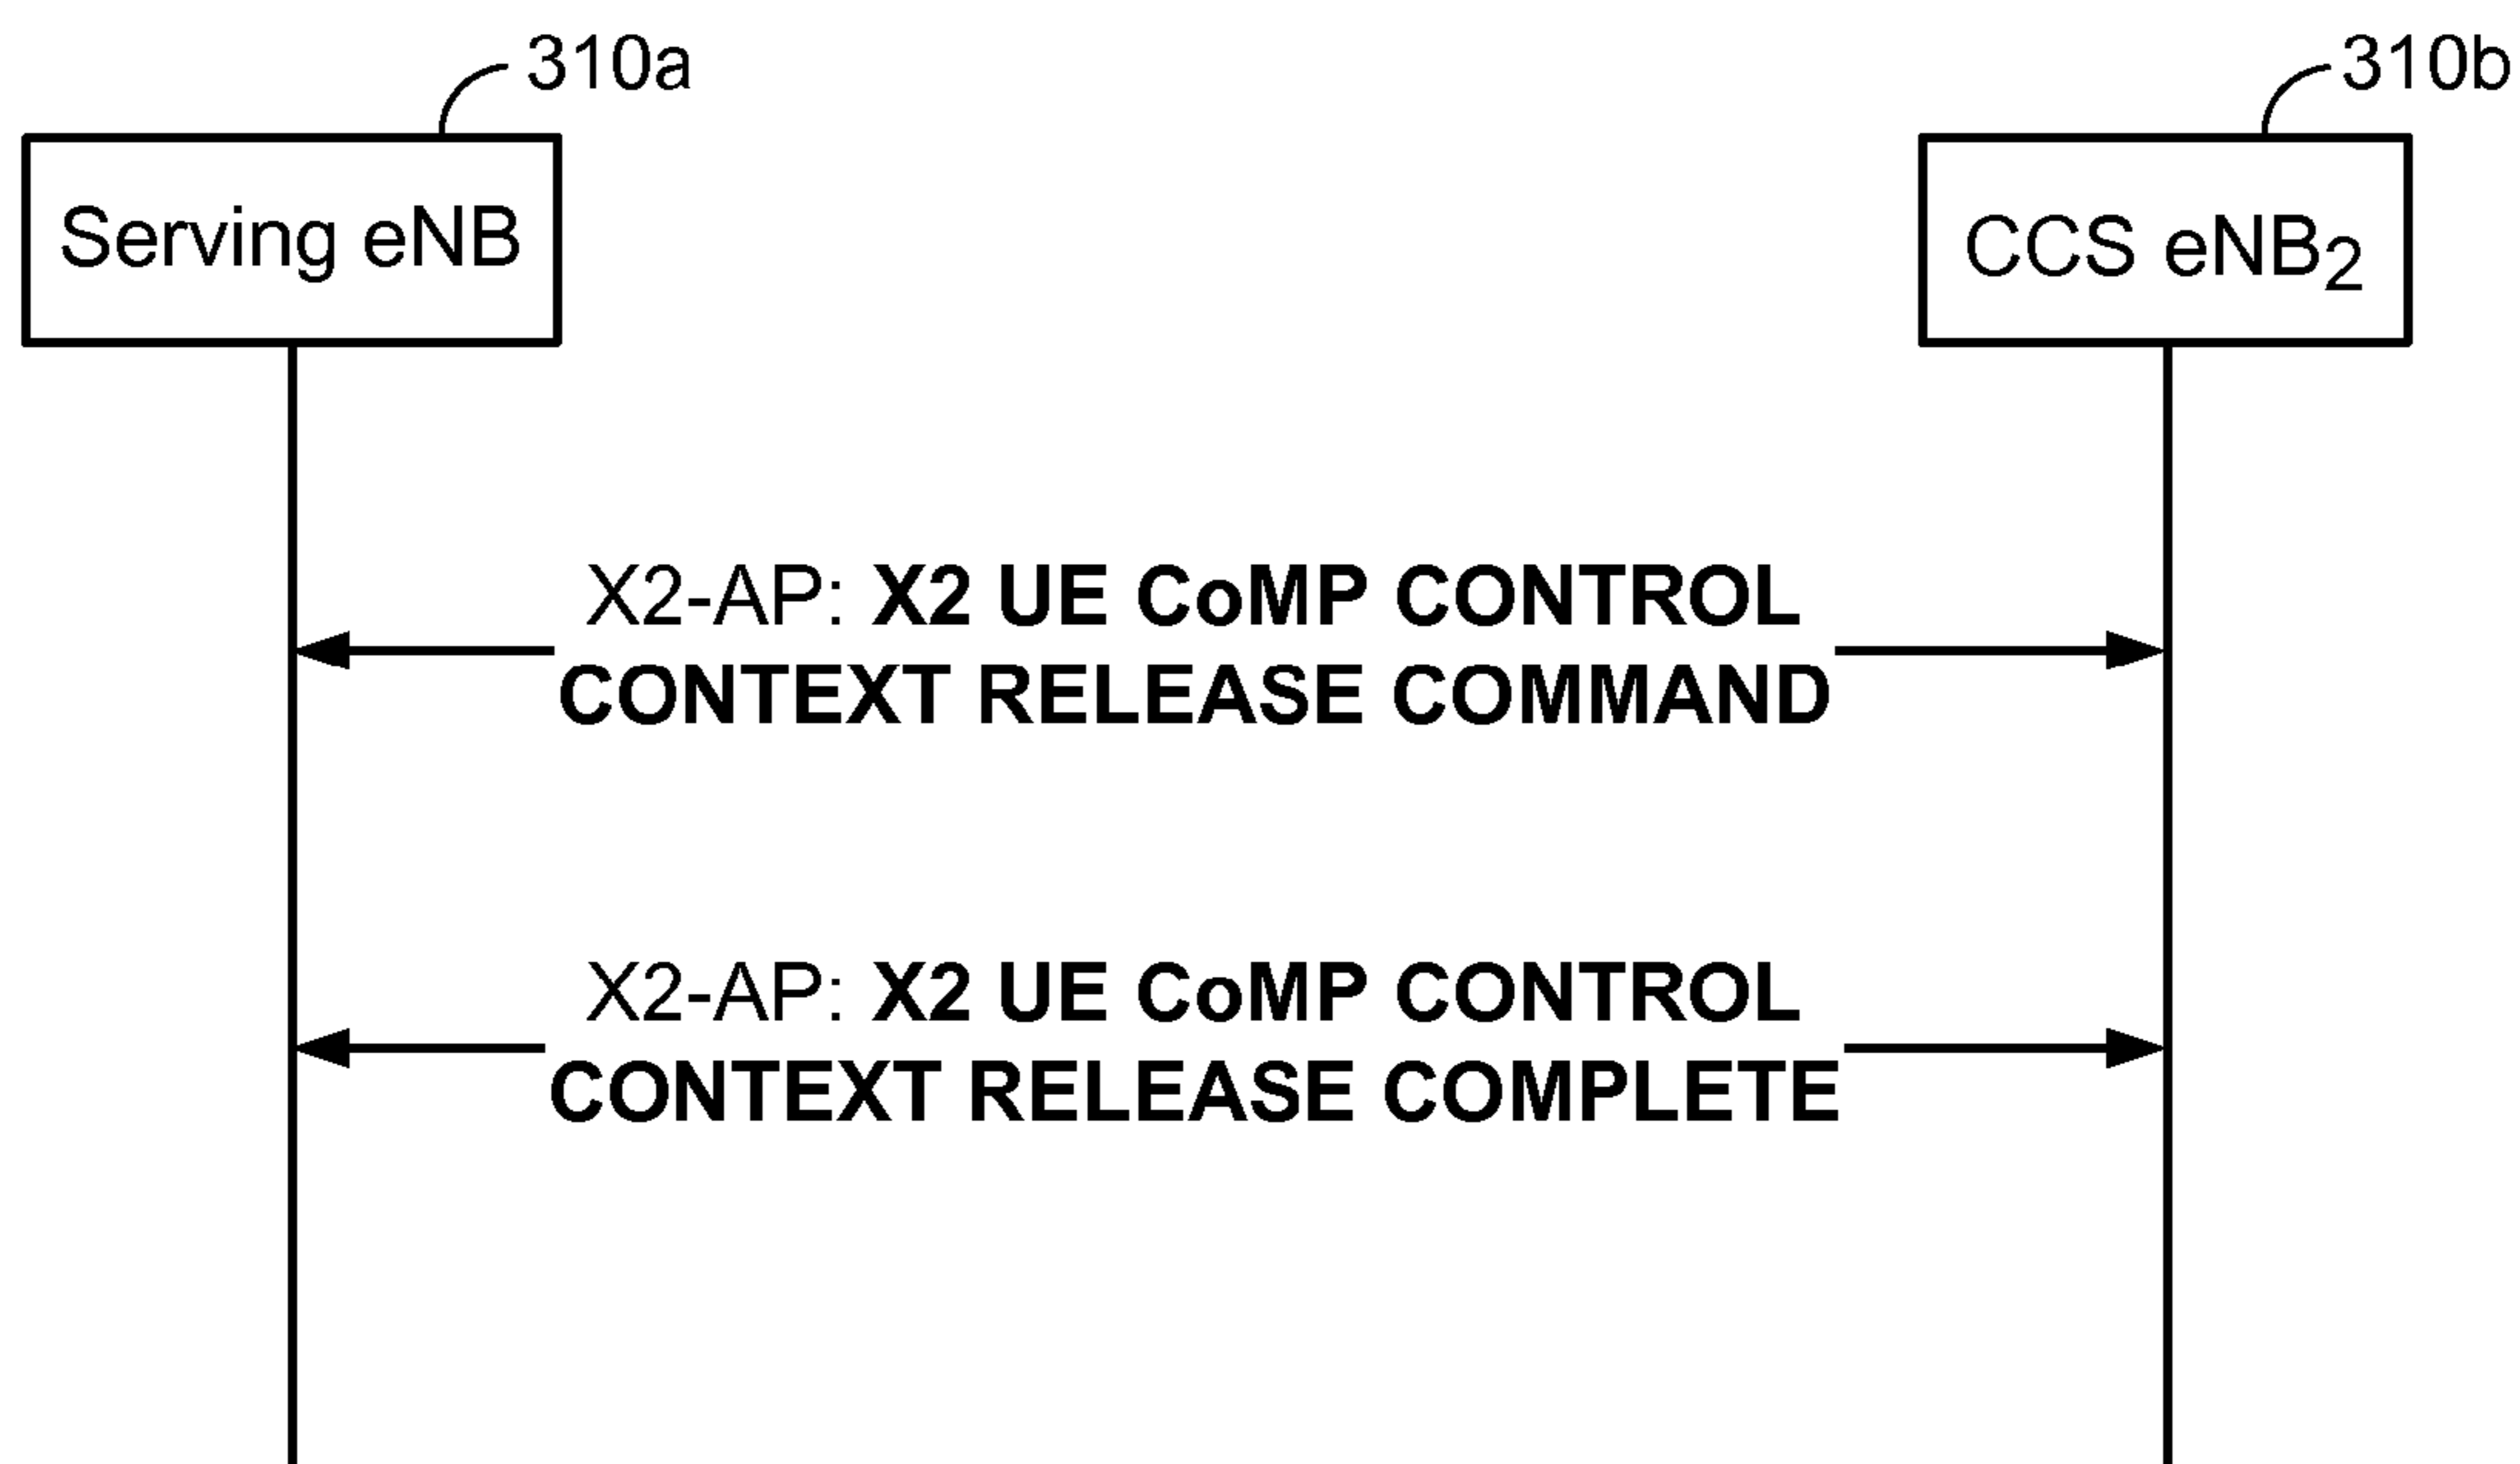 310a
310b
Serving eNB
CCS eNB2
X2-AP: X2 UE CoMP CONTROL
CONTEXT RELEASE COMMAND
X2-AP: X2 UE CoMP CONTROL
CONTEXT RELEASE COMPLETE